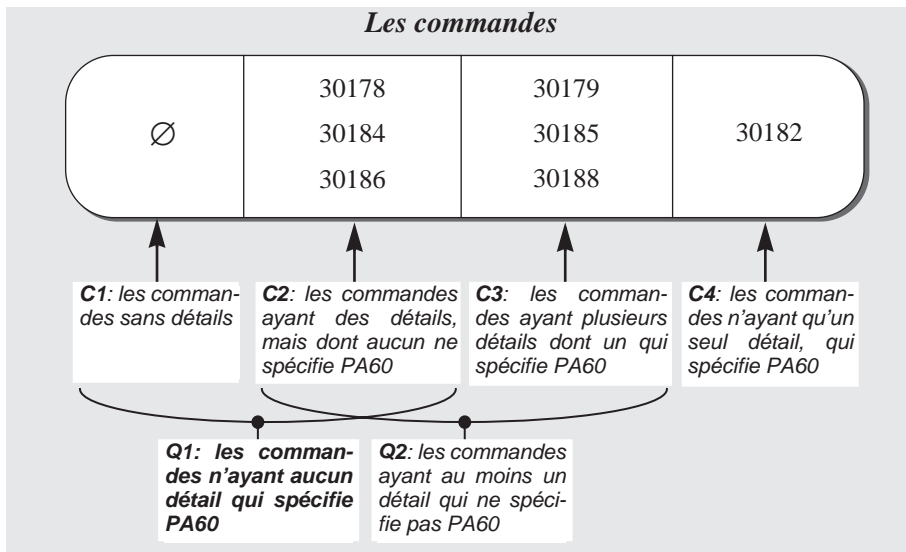 Les commandes
∅
30178
30184
30186
30179
30185
30188
30182
C1: les comman-
des sans détails
C2: les commandes
ayant des détails,
mais dont aucun ne
spécifie PA60
C3: les comman-
des ayant plusieurs
détails dont un qui
spécifie PA60
C4: les comman-
des n'ayant qu'un
seul détail, qui
spécifie PA60
Q1: les comman-
des n'ayant aucun
détail qui spécifie
PA60
Q2: les commandes
ayant au moins un
détail qui ne spéci-
fie pas PA60